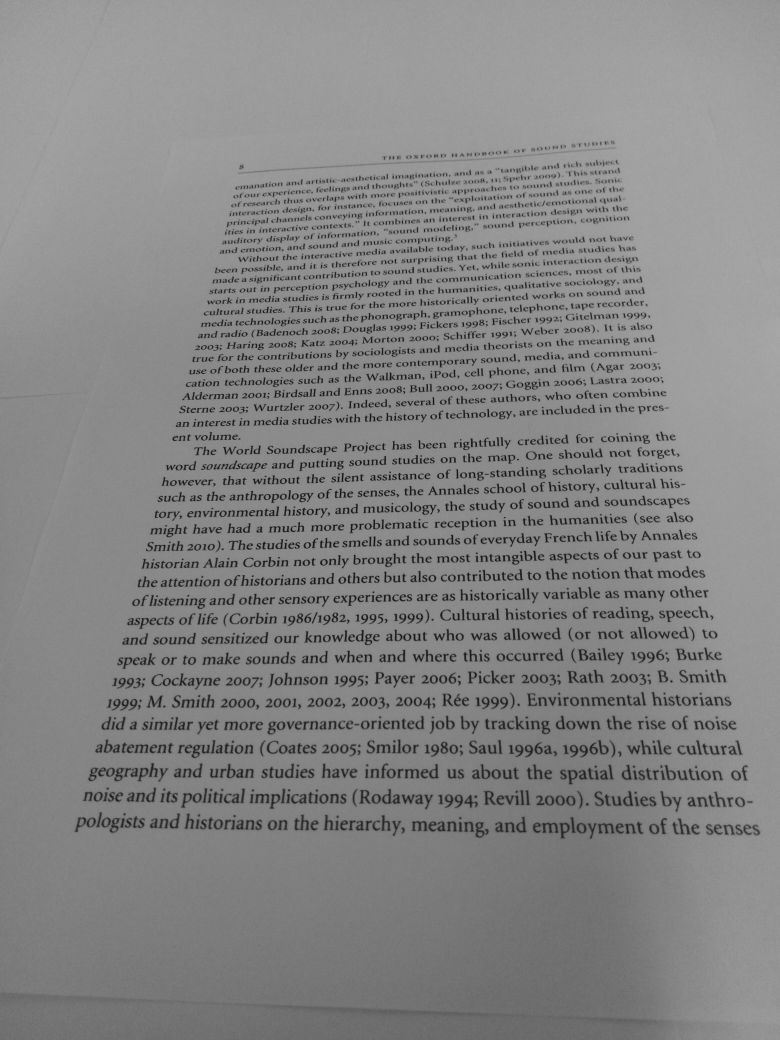 8
THE OXFORD HANDBOOK OF SOUND STUDIES
emanation and artistic-aesthetical imagination, and as a “tangible and rich subject
of our experience, feelings and thoughts” (Schulze 2008, 11; Spehr 2009). This strand
of research thus overlaps with more positivistic approaches to sound studies. Sonic
interaction design, for instance, focuses on the “exploitation of sound as one of the
principal channels conveying information, meaning, and aesthetic/emotional qual-
ities in interactive contexts.” It combines an interest in interaction design with the
auditory display of information, “sound modeling,” sound perception, cognition
and emotion, and sound and music computing.⁵
Without the interactive media available today, such initiatives would not have
been possible, and it is therefore not surprising that the field of media studies has
made a significant contribution to sound studies. Yet, while sonic interaction design
starts out in perception psychology and the communication sciences, most of this
work in media studies is firmly rooted in the humanities, qualitative sociology, and
cultural studies. This is true for the more historically oriented works on sound and
media technologies such as the phonograph, gramophone, telephone, tape recorder,
and radio (Badenoch 2008; Douglas 1999; Fickers 1998; Fischer 1992; Gitelman 1999,
2003; Haring 2008; Katz 2004; Morton 2000; Schiffer 1991; Weber 2008). It is also
true for the contributions by sociologists and media theorists on the meaning and
use of both these older and the more contemporary sound, media, and communi-
cation technologies such as the Walkman, iPod, cell phone, and film (Agar 2003;
Alderman 2001; Birdsall and Enns 2008; Bull 2000, 2007; Goggin 2006; Lastra 2000;
Sterne 2003; Wurtzler 2007). Indeed, several of these authors, who often combine
an interest in media studies with the history of technology, are included in the pres-
ent volume.
The World Soundscape Project has been rightfully credited for coining the
word soundscape and putting sound studies on the map. One should not forget,
however, that without the silent assistance of long-standing scholarly traditions
such as the anthropology of the senses, the Annales school of history, cultural his-
tory, environmental history, and musicology, the study of sound and soundscapes
might have had a much more problematic reception in the humanities (see also
Smith 2010). The studies of the smells and sounds of everyday French life by Annales
historian Alain Corbin not only brought the most intangible aspects of our past to
the attention of historians and others but also contributed to the notion that modes
of listening and other sensory experiences are as historically variable as many other
aspects of life (Corbin 1986/1982, 1995, 1999). Cultural histories of reading, speech,
and sound sensitized our knowledge about who was allowed (or not allowed) to
speak or to make sounds and when and where this occurred (Bailey 1996; Burke
1993; Cockayne 2007; Johnson 1995; Payer 2006; Picker 2003; Rath 2003; B. Smith
1999; M. Smith 2000, 2001, 2002, 2003, 2004; Rée 1999). Environmental historians
did a similar yet more governance-oriented job by tracking down the rise of noise
abatement regulation (Coates 2005; Smilor 1980; Saul 1996a, 1996b), while cultural
geography and urban studies have informed us about the spatial distribution of
noise and its political implications (Rodaway 1994; Revill 2000). Studies by anthro-
pologists and historians on the hierarchy, meaning, and employment of the senses